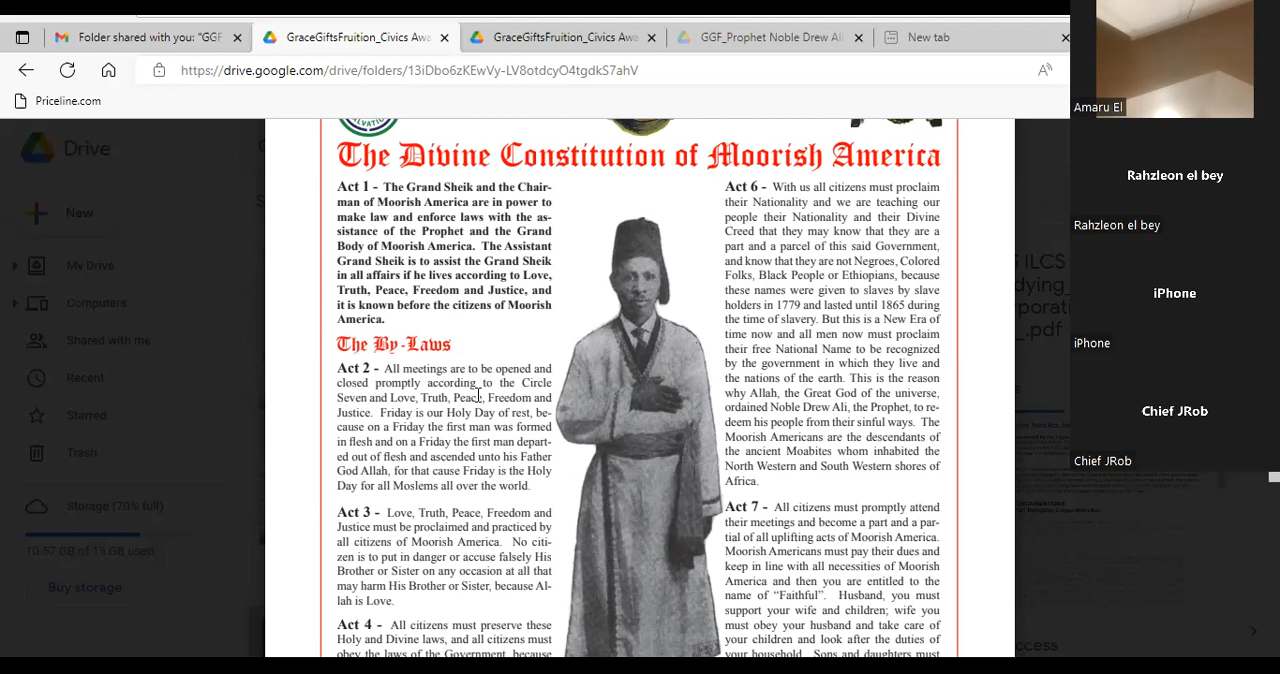 Folder shared with you: "GGF
GraceGiftsFruition_Civics Awa
GraceGiftsFruition_Civics Awa
GGF_Prophet Noble Drew Ali
New tab
https://drive.google.com/drive/folders/13iDbo6zKEwVy-LV8otdcyO4tgdkS7ahV
Priceline.com
Drive
New
My Drive
Computers
Shared with me
Recent
Starred
Trash
Storage (70% full)
10.57 GB of 15 GB used
Buy storage
The Divine Constitution of Moorish America
Act 1 - The Grand Sheik and the Chair-
man of Moorish America are in power to
make law and enforce laws with the as-
sistance of the Prophet and the Grand
Body of Moorish America. The Assistant
Grand Sheik is to assist the Grand Sheik
in all affairs if he lives according to Love,
Truth, Peace, Freedom and Justice, and
it is known before the citizens of Moorish
America.
The By-Laws
Act 2 - All meetings are to be opened and
closed promptly according to the Circle
Seven and Love, Truth, Peace, Freedom and
Justice. Friday is our Holy Day of rest, be-
cause on a Friday the first man was formed
in flesh and on a Friday the first man depart-
ed out of flesh and ascended unto his Father
God Allah, for that cause Friday is the Holy
Day for all Moslems all over the world.
Act 3 - Love, Truth, Peace, Freedom and
Justice must be proclaimed and practiced by
all citizens of Moorish America. No citi-
zen is to put in danger or accuse falsely His
Brother or Sister on any occasion at all that
may harm His Brother or Sister, because Al-
lah is Love.
Act 4 - All citizens must preserve these
Holy and Divine laws, and all citizens must
obey the laws of the Government, because
Act 6 - With us all citizens must proclaim
their Nationality and we are teaching our
people their Nationality and their Divine
Creed that they may know that they are a
part and a parcel of this said Government,
and know that they are not Negroes, Colored
Folks, Black People or Ethiopians, because
these names were given to slaves by slave
holders in 1779 and lasted until 1865 during
the time of slavery. But this is a New Era of
time now and all men now must proclaim
their free National Name to be recognized
by the government in which they live and
the nations of the earth. This is the reason
why Allah, the Great God of the universe,
ordained Noble Drew Ali, the Prophet, to re-
deem his people from their sinful ways. The
Moorish Americans are the descendants of
the ancient Moabites whom inhabited the
North Western and South Western shores of
Africa.
Act 7 - All citizens must promptly attend
their meetings and become a part and a par-
tial of all uplifting acts of Moorish America.
Moorish Americans must pay their dues and
keep in line with all necessities of Moorish
America and then you are entitled to the
name of "Faithful". Husband, you must
support your wife and children; wife you
must obey your husband and take care of
your children and look after the duties of
your household. Sons and daughters must
Amaru El
Rahzleon el bey
Rahzleon el bey
iPhone
iPhone
Chief JRob
Chief JRob